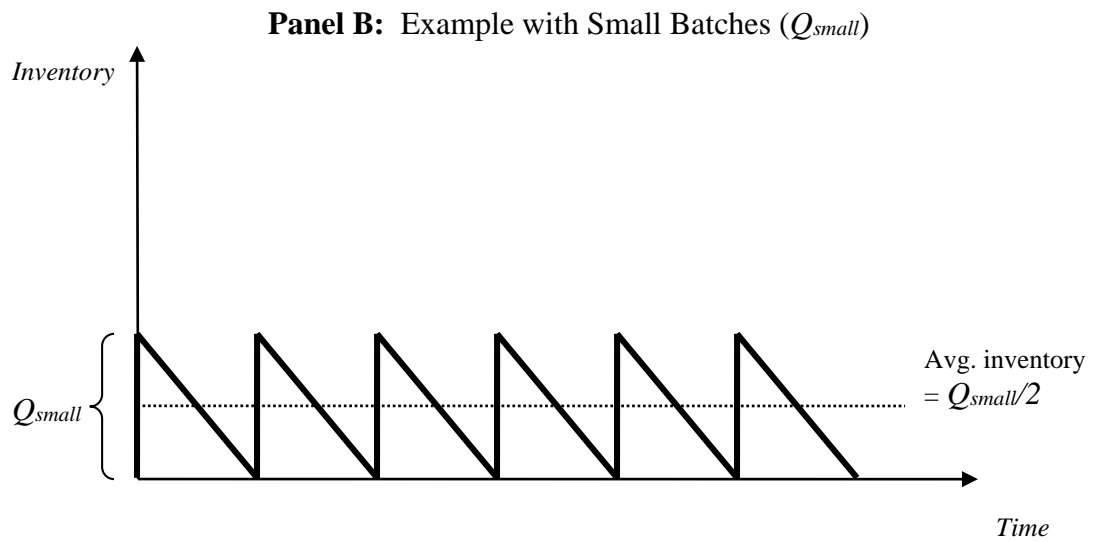 Panel B: Example with Small Batches (Qsmall)
Inventory
Avg. inventory
= Qsmall/2
Qsmall
Time